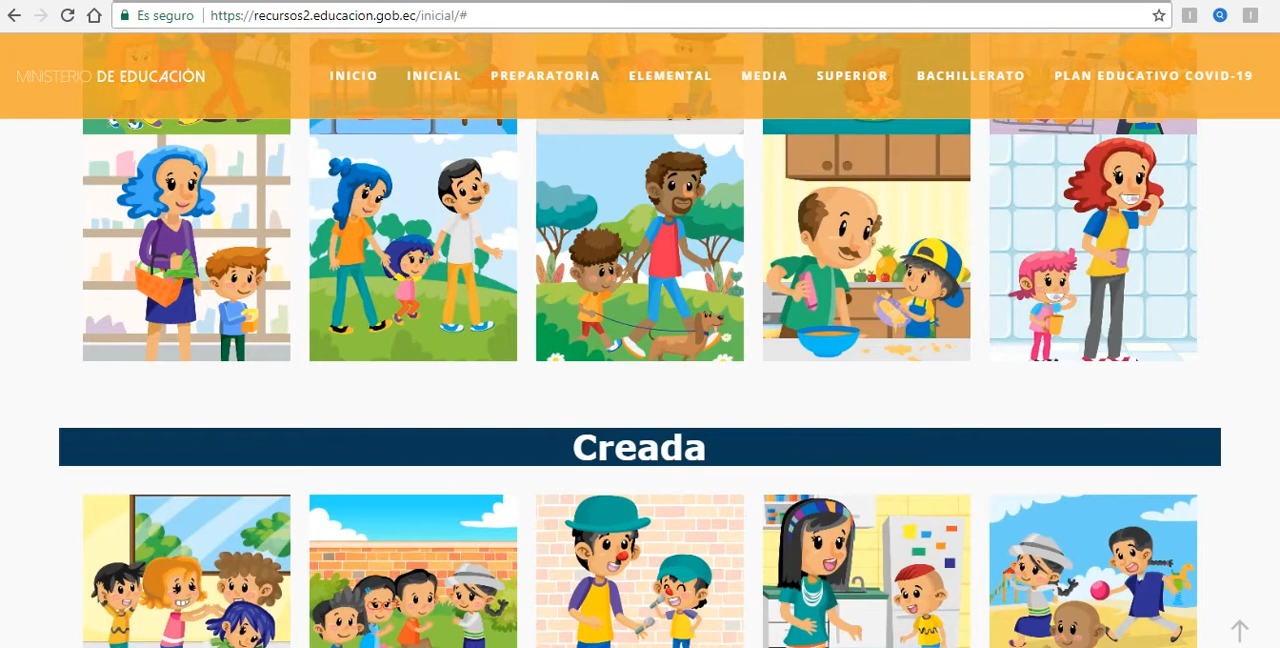 Es seguro https://recursos2.educacion.gob.ec/inicial/#
MINISTERIO DE EDUCACIÓN INICIO INICIAL PREPARATORIA ELEMENTAL MEDIA SUPERIOR BACHILLERATO PLAN EDUCATIVO COVID-19
Creada